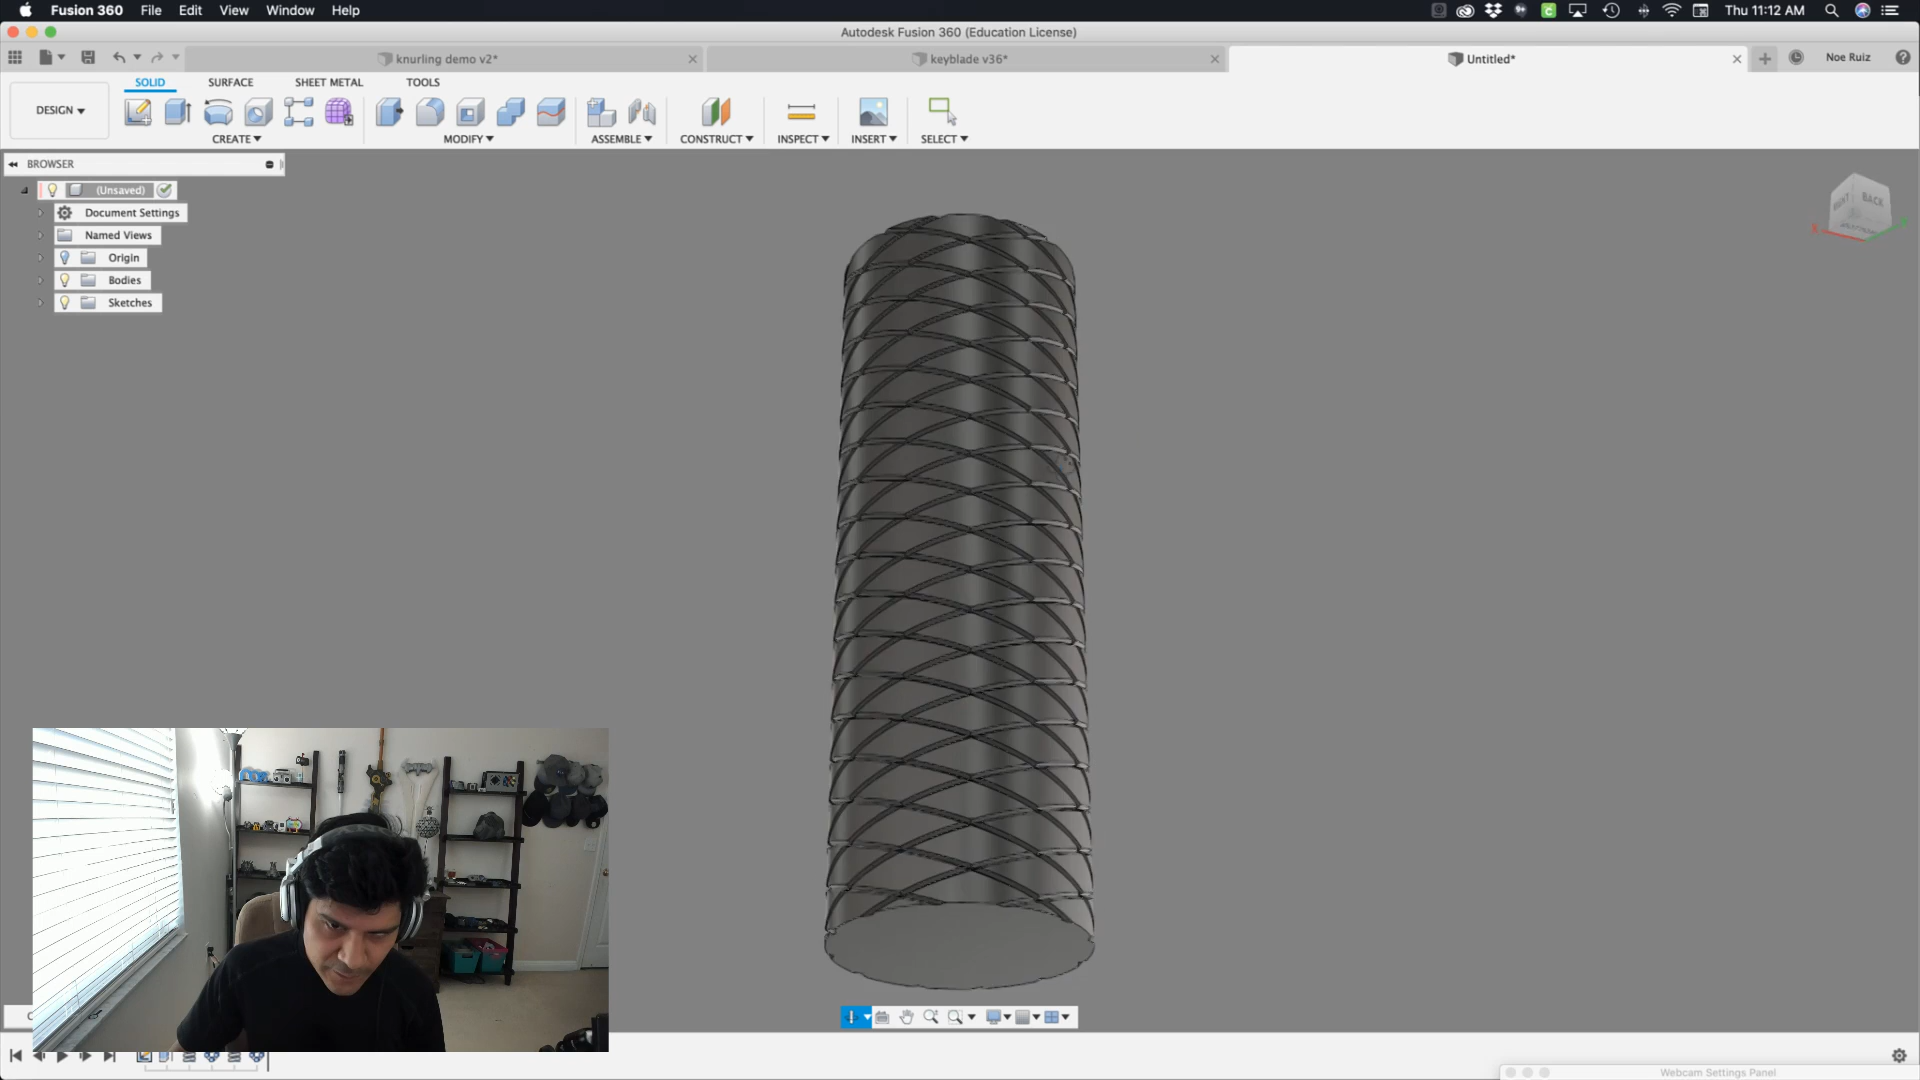 Fusion 360 File Edit View Window Help
Thu 11:12 AM
Autodesk Fusion 360 (Education License)
knurling demo v2*
keyblade v36*
Untitled*
Noe Ruiz
SOLID SURFACE SHEET METAL TOOLS
DESIGN
CREATE MODIFY ASSEMBLE CONSTRUCT INSPECT INSERT SELECT
BROWSER
(Unsaved)
Document Settings
Named Views
Origin
Bodies
Sketches
BACK
X
Webcam Settings Panel